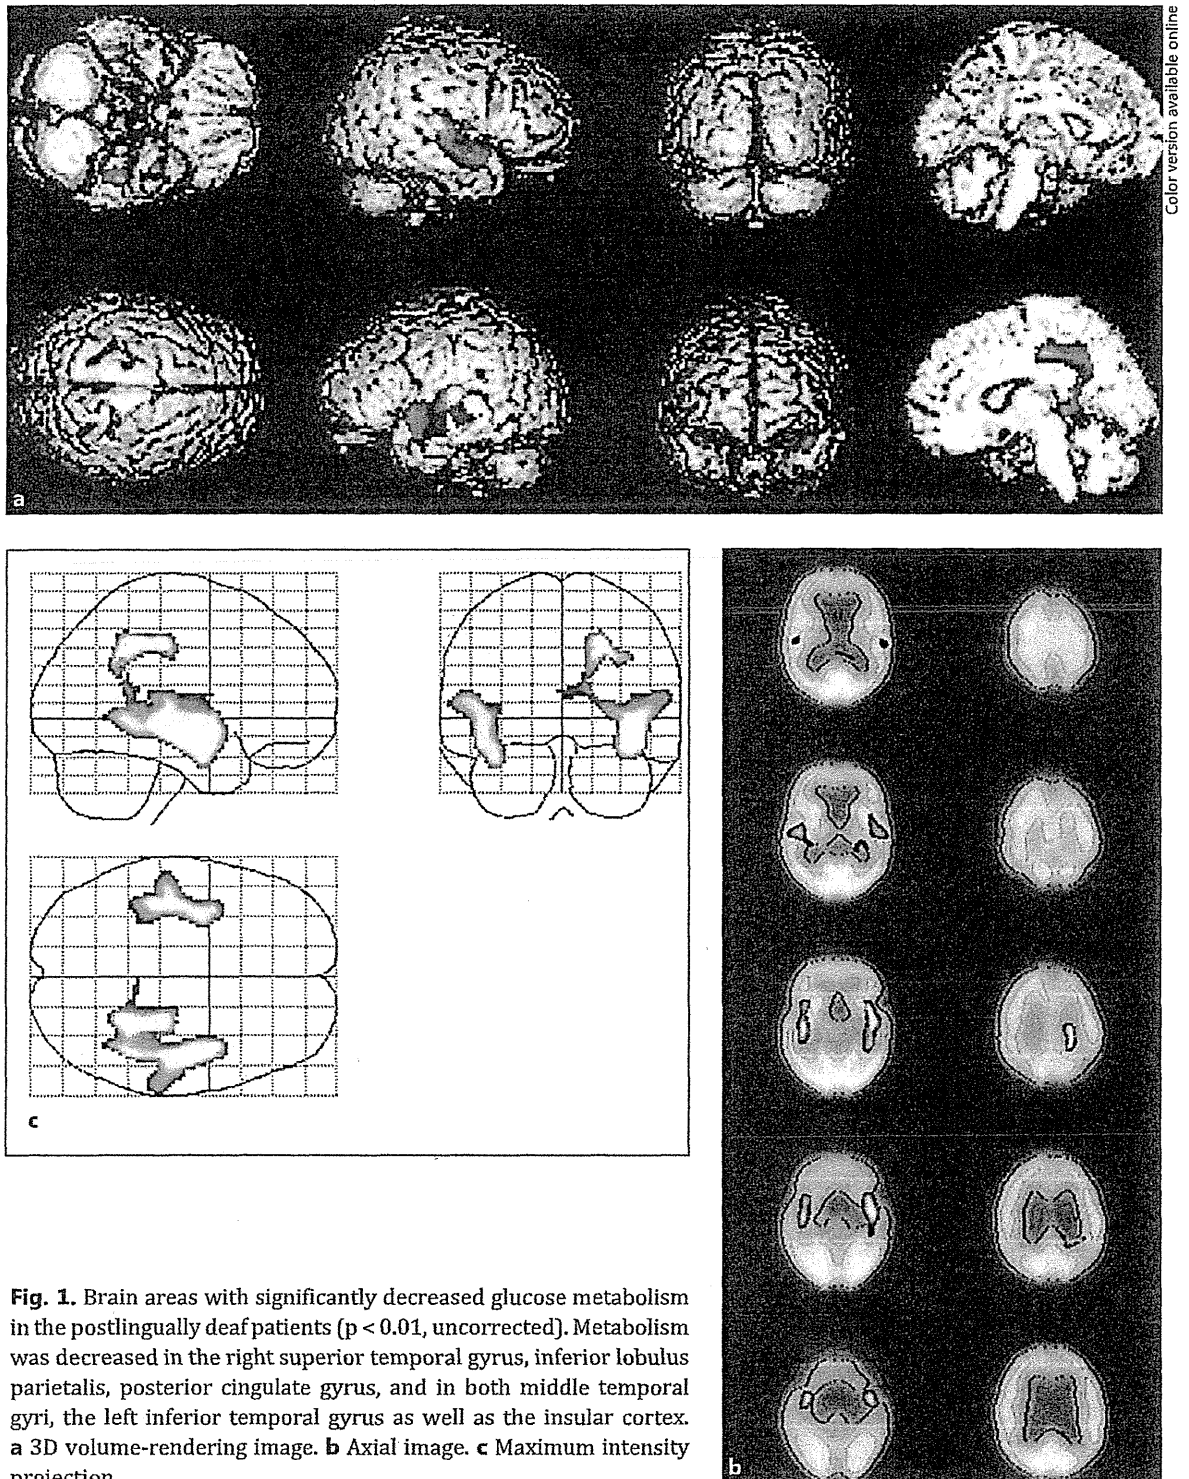 Color version available online
a
c
b
Fig. 1. Brain areas with significantly decreased glucose metabolism
in the postlingually deaf patients (p < 0.01, uncorrected). Metabolism
was decreased in the right superior temporal gyrus, inferior lobulus
parietalis, posterior cingulate gyrus, and in both middle temporal
gyri, the left inferior temporal gyrus as well as the insular cortex.
a 3D volume-rendering image. b Axial image. c Maximum intensity
projection.